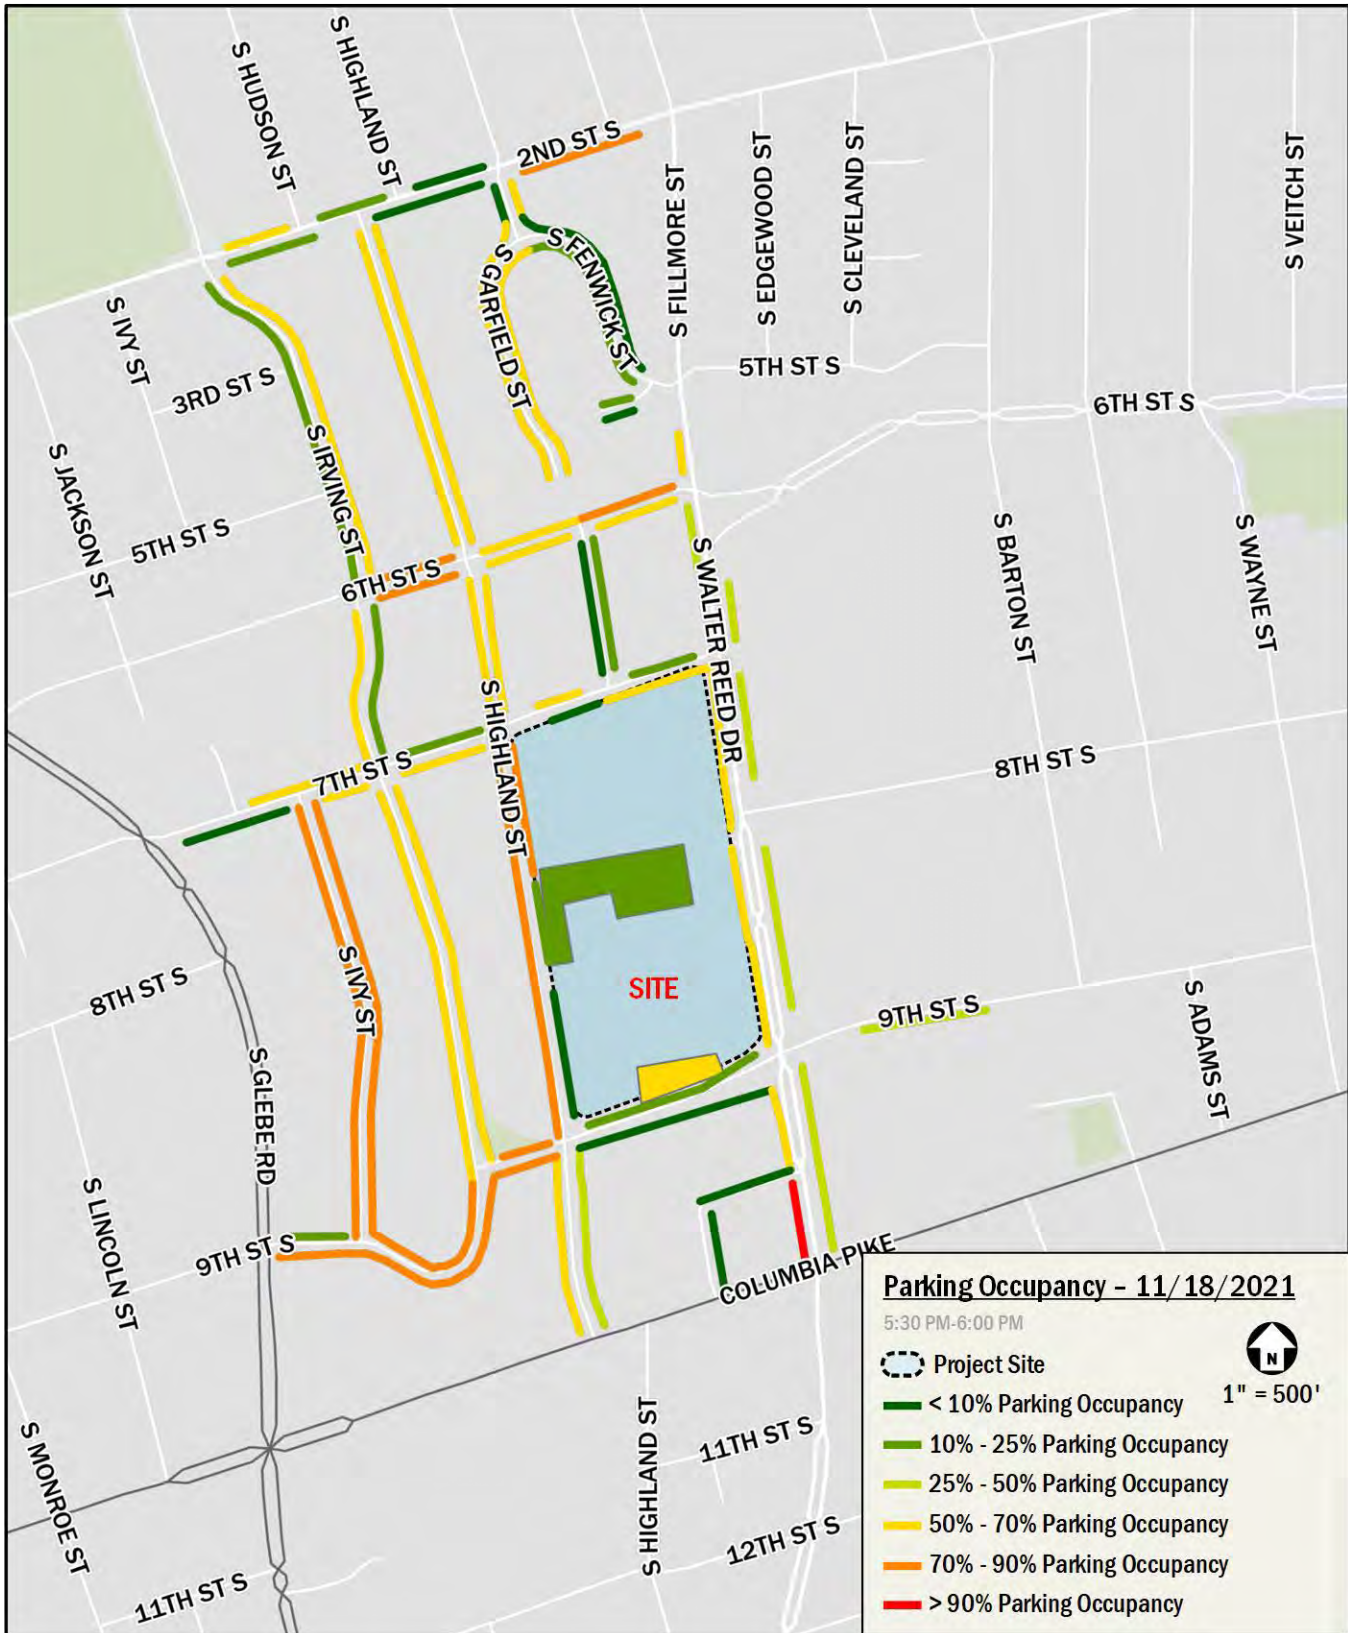 S HIGHLAND ST
S HUDSON ST
2ND ST S
S FILLMORE ST
S EDGEWOOD ST
S CLEVELAND ST
S VEITCH ST
S FENWICK ST
S GARFIELD ST
S IVY ST
3RD ST S
5TH ST S
6TH ST S
S JACKSON ST
S IRVING ST
5TH ST S
6TH ST S
S WALTER REED DR
S BARTON ST
S WAYNE ST
S HIGHLAND ST
7TH ST S
8TH ST S
8TH ST S
S IVY ST
SITE
9TH ST S
S ADAMS ST
S GLEBE RD
S LINCOLN ST
9TH ST S
COLUMBIA PIKE
S MONROE ST
11TH ST S
S HIGHLAND ST
11TH ST S
12TH ST S
Parking Occupancy – 11/18/2021
5:30 PM-6:00 PM
N
Project Site
1" = 500'
< 10% Parking Occupancy
10% - 25% Parking Occupancy
25% - 50% Parking Occupancy
50% - 70% Parking Occupancy
70% - 90% Parking Occupancy
> 90% Parking Occupancy